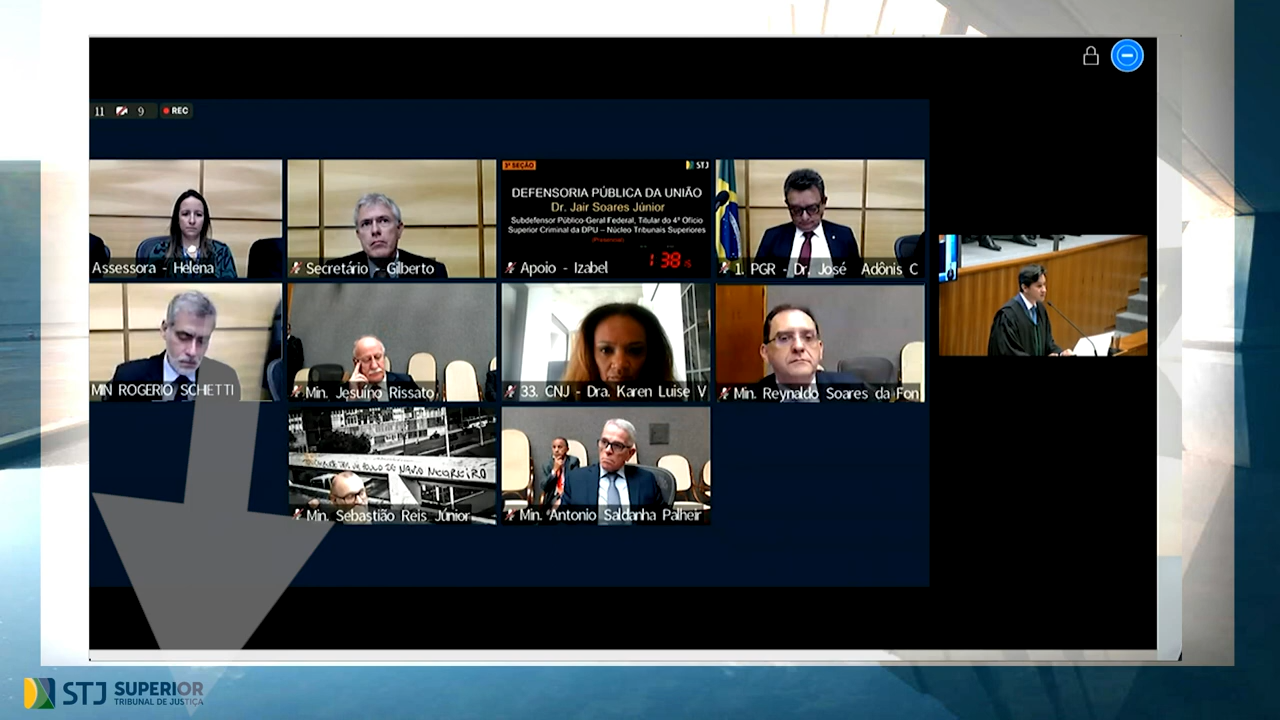 11 9 REC
3ª SEÇÃO STJ
DEFENSORIA PÚBLICA DA UNIÃO
Dr. Jair Soares Júnior
Subdefensor Público-Geral Federal, Titular do 4º Ofício
Superior Criminal da DPU – Núcleo Tribunais Superiores
(Presencial)
1 38
Assessora - Helena
Secretário - Gilberto
Apoio - Izabel
1. PGR - Dr. José Adônis C
MIN ROGERIO SCHETTI
Min. Jesuíno Rissato
33. CNJ - Dra. Karen Luise V
Min. Reynaldo Soares da Fon
NAVIO NEGREIRO
Min. Sebastião Reis Júnior
Min. Antonio Saldanha Palheir
STJ SUPERIOR
TRIBUNAL DE JUSTIÇA